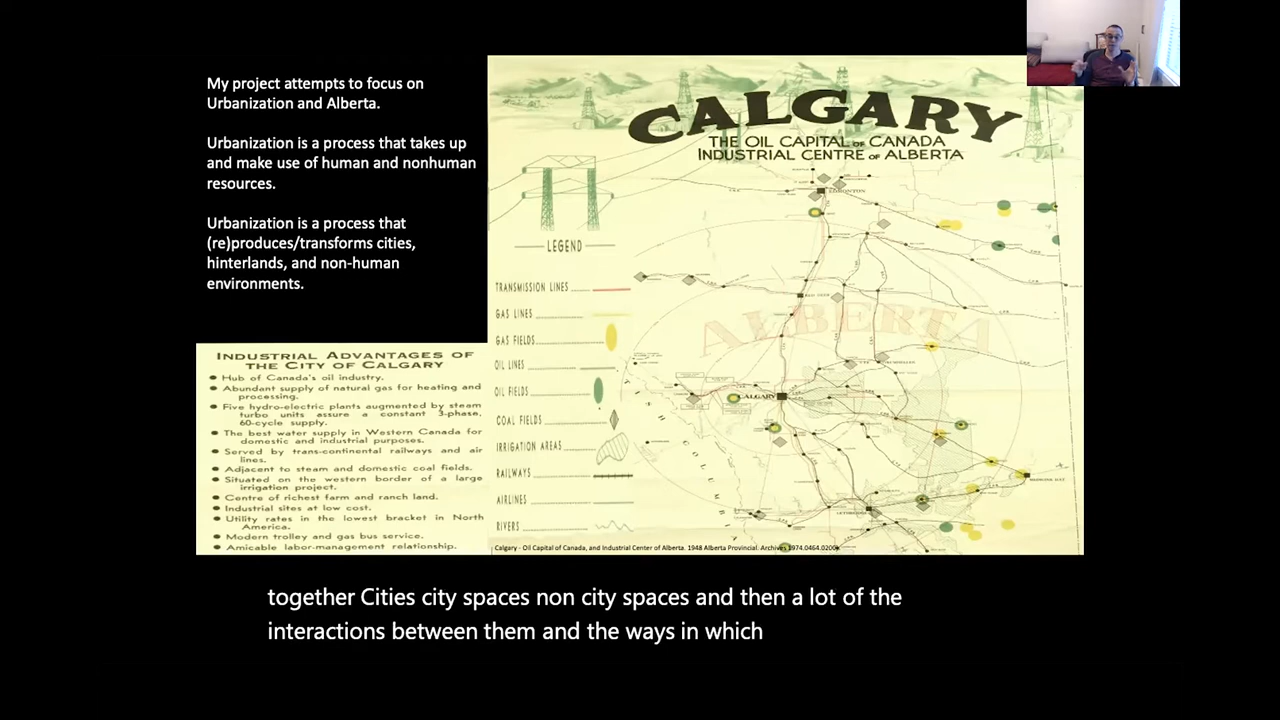 My project attempts to focus on
Urbanization and Alberta.
Urbanization is a process that takes up
and make use of human and nonhuman
resources.
Urbanization is a process that
(re)produces/transforms cities,
hinterlands, and non-human
environments.
CALGARY
THE OIL CAPITAL OF CANADA
INDUSTRIAL CENTRE OF ALBERTA
EDMONTON
LEGEND
TRANSMISSION LINES
GAS LINES
GAS FIELDS
OIL LINES
OIL FIELDS
COAL FIELDS
IRRIGATION AREAS
RAILWAYS
AIRLINES
RIVERS
RED DEER
ALBERTA
CALGARY
MEDICINE HAT
INDUSTRIAL ADVANTAGES OF
THE CITY OF CALGARY
● Hub of Canada's oil industry.
● Abundant supply of natural gas for heating and
processing.
● Five hydro-electric plants augmented by steam
turbo units assure a constant 3-phase,
60-cycle supply.
● The best water supply in Western Canada for
domestic and industrial purposes.
● Served by trans-continental railways and air
lines.
● Adjacent to steam and domestic coal fields.
● Situated on the western border of a large
irrigation project.
● Centre of richest farm and ranch land.
● Industrial sites at low cost.
● Utility rates in the lowest bracket in North
America.
● Modern trolley and gas bus service.
● Amicable labor-management relationship.
Calgary - Oil Capital of Canada, and Industrial Center of Alberta. 1948 Alberta Provincial: Archives 1974.0464.0200
together Cities city spaces non city spaces and then a lot of the
interactions between them and the ways in which